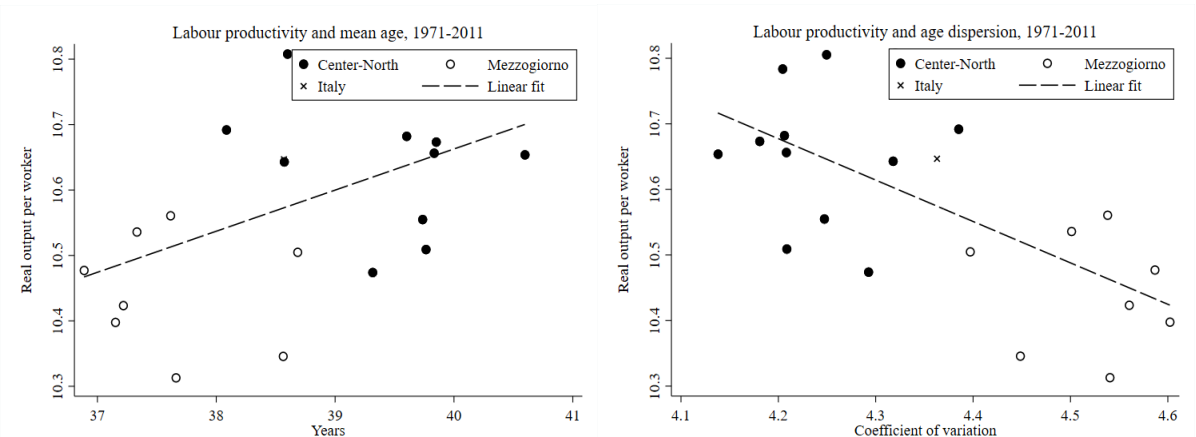 Labour productivity and mean age, 1971-2011
Center-North Mezzogiorno
Italy Linear fit
Real output per worker
10.8
10.7
10.6
10.5
10.4
10.3
37 38 39 40 41
Years
Labour productivity and age dispersion, 1971-2011
Center-North Mezzogiorno
Italy Linear fit
Real output per worker
10.8
10.7
10.6
10.5
10.4
10.3
4.1 4.2 4.3 4.4 4.5 4.6
Coefficient of variation